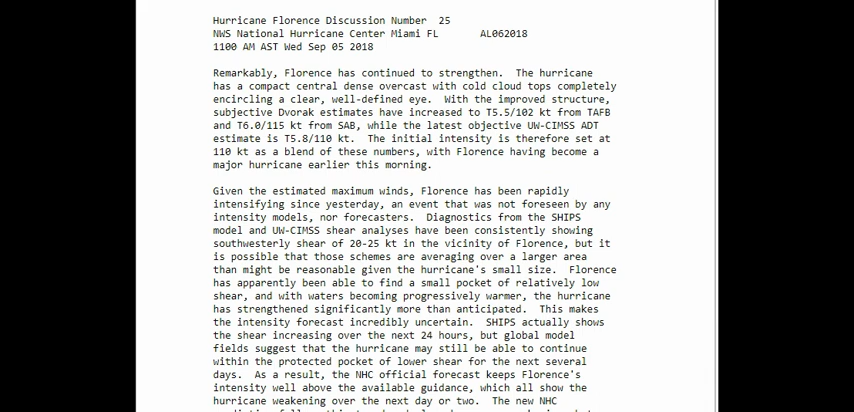 Hurricane Florence Discussion Number  25
NWS National Hurricane Center Miami FL       AL062018
1100 AM AST Wed Sep 05 2018

Remarkably, Florence has continued to strengthen.  The hurricane
has a compact central dense overcast with cold cloud tops completely
encircling a clear, well-defined eye.  With the improved structure,
subjective Dvorak estimates have increased to T5.5/102 kt from TAFB
and T6.0/115 kt from SAB, while the latest objective UW-CIMSS ADT
estimate is T5.8/110 kt.  The initial intensity is therefore set at
110 kt as a blend of these numbers, with Florence having become a
major hurricane earlier this morning.

Given the estimated maximum winds, Florence has been rapidly
intensifying since yesterday, an event that was not foreseen by any
intensity models, nor forecasters.  Diagnostics from the SHIPS
model and UW-CIMSS shear analyses have been consistently showing
southwesterly shear of 20-25 kt in the vicinity of Florence, but it
is possible that those schemes are averaging over a larger area
than might be reasonable given the hurricane's small size.  Florence
has apparently been able to find a small pocket of relatively low
shear, and with waters becoming progressively warmer, the hurricane
has strengthened significantly more than anticipated.  This makes
the intensity forecast incredibly uncertain.  SHIPS actually shows
the shear increasing over the next 24 hours, but global model
fields suggest that the hurricane may still be able to continue
within the protected pocket of lower shear for the next several
days.  As a result, the NHC official forecast keeps Florence's
intensity well above the available guidance, which all show the
hurricane weakening over the next day or two.  The new NHC